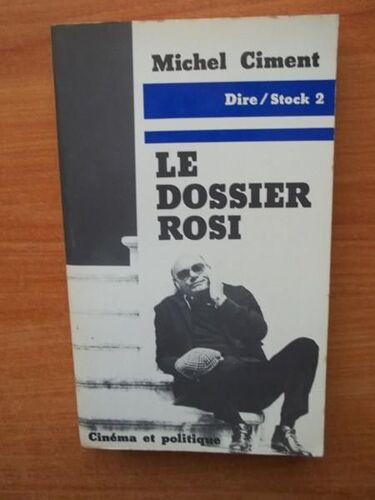 Michel Ciment
Dire/Stock 2
LE
DOSSIER
ROSI
Cinéma et politique